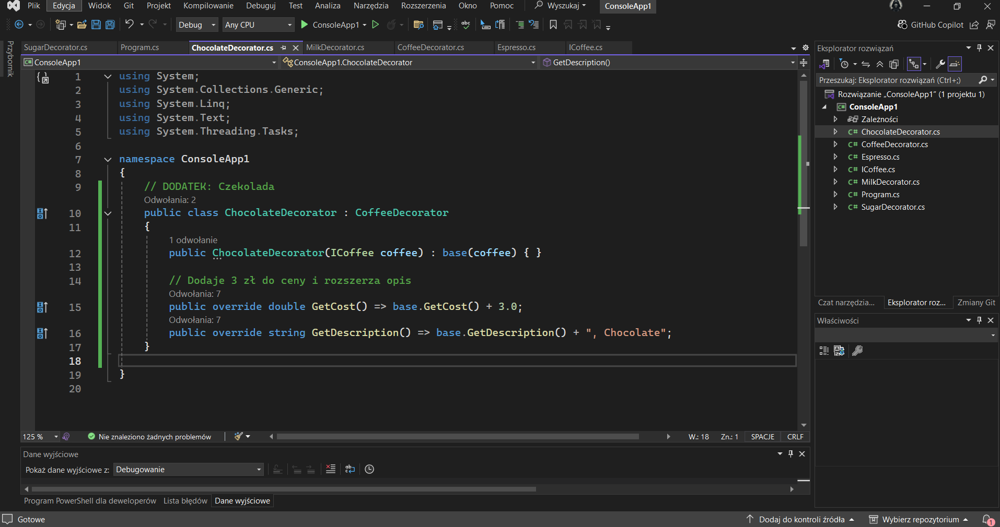 Plik Edycja Widok Git Projekt Kompilowanie Debuguj Test Analiza Narzędzia Rozszerzenia Okno Pomoc Wyszukaj ConsoleApp1
Debug Any CPU ConsoleApp1 GitHub Copilot
Przybornik
SugarDecorator.cs Program.cs ChocolateDecorator.cs MilkDecorator.cs CoffeeDecorator.cs Espresso.cs ICoffee.cs
ConsoleApp1 ConsoleApp1.ChocolateDecorator GetDescription()
1 using System;
2 using System.Collections.Generic;
3 using System.Linq;
4 using System.Text;
5 using System.Threading.Tasks;
6
7 namespace ConsoleApp1
8 {
9 // DODATEK: Czekolada
Odwołania: 2
10 public class ChocolateDecorator : CoffeeDecorator
11 {
1 odwołanie
12 public ChocolateDecorator(ICoffee coffee) : base(coffee) { }
13
14 // Dodaje 3 zł do ceny i rozszerza opis
Odwołania: 7
15 public override double GetCost() => base.GetCost() + 3.0;
Odwołania: 7
16 public override string GetDescription() => base.GetDescription() + ", Chocolate";
17 }
18
19 }
20
125 % Nie znaleziono żadnych problemów W.: 18 Zn.: 1 SPACJE CRLF
Dane wyjściowe
Pokaż dane wyjściowe z: Debugowanie
Program PowerShell dla deweloperów Lista błędów Dane wyjściowe
Eksplorator rozwiązań
Przeszukaj: Eksplorator rozwiązań (Ctrl+;)
Rozwiązanie „ConsoleApp1” (1 projektu 1)
ConsoleApp1
Zależności
C# ChocolateDecorator.cs
C# CoffeeDecorator.cs
C# Espresso.cs
C# ICoffee.cs
C# MilkDecorator.cs
C# Program.cs
C# SugarDecorator.cs
Czat narzędzia... Eksplorator roz... Zmiany Git
Właściwości
Gotowe Dodaj do kontroli źródła Wybierz repozytorium 1